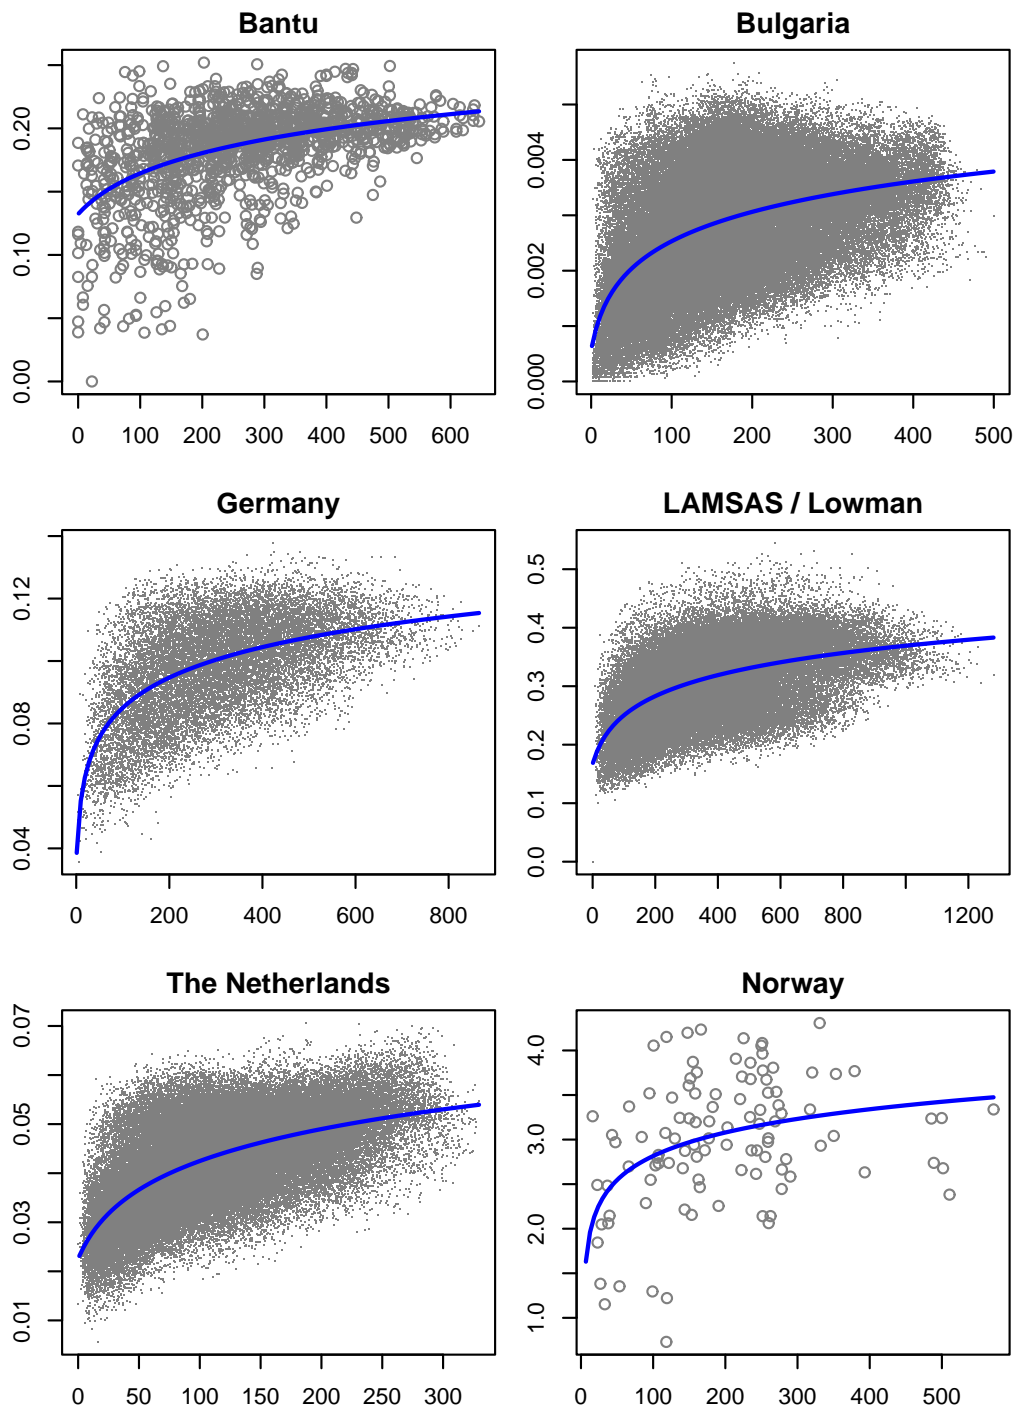 Bantu
0.20
0.10
0.00
0 100 200 300 400 500 600
Bulgaria
0.004
0.002
0.000
0 100 200 300 400 500
Germany
0.12
0.08
0.04
0 200 400 600 800
LAMSAS / Lowman
0.5
0.4
0.3
0.2
0.1
0.0
0 200 400 600 800 1200
The Netherlands
0.07
0.05
0.03
0.01
0 50 100 150 200 250 300
Norway
4.0
3.0
2.0
1.0
0 100 200 300 400 500